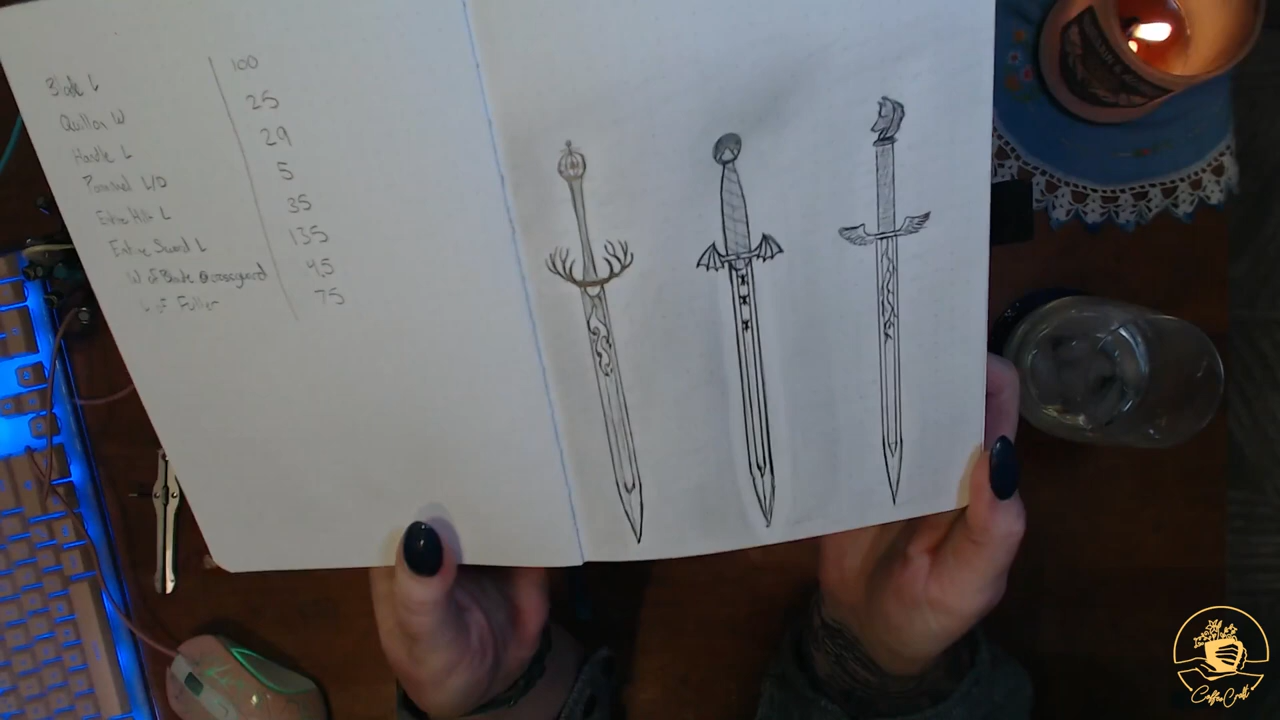 Blade L 100
Quillon W 25
Handle L 29
Pommel L/D 5
Entire Hilt L 35
Entire Sword L 135
W of Blade @ crossguard 4,5
L of Fuller 75
CoffeeCraft